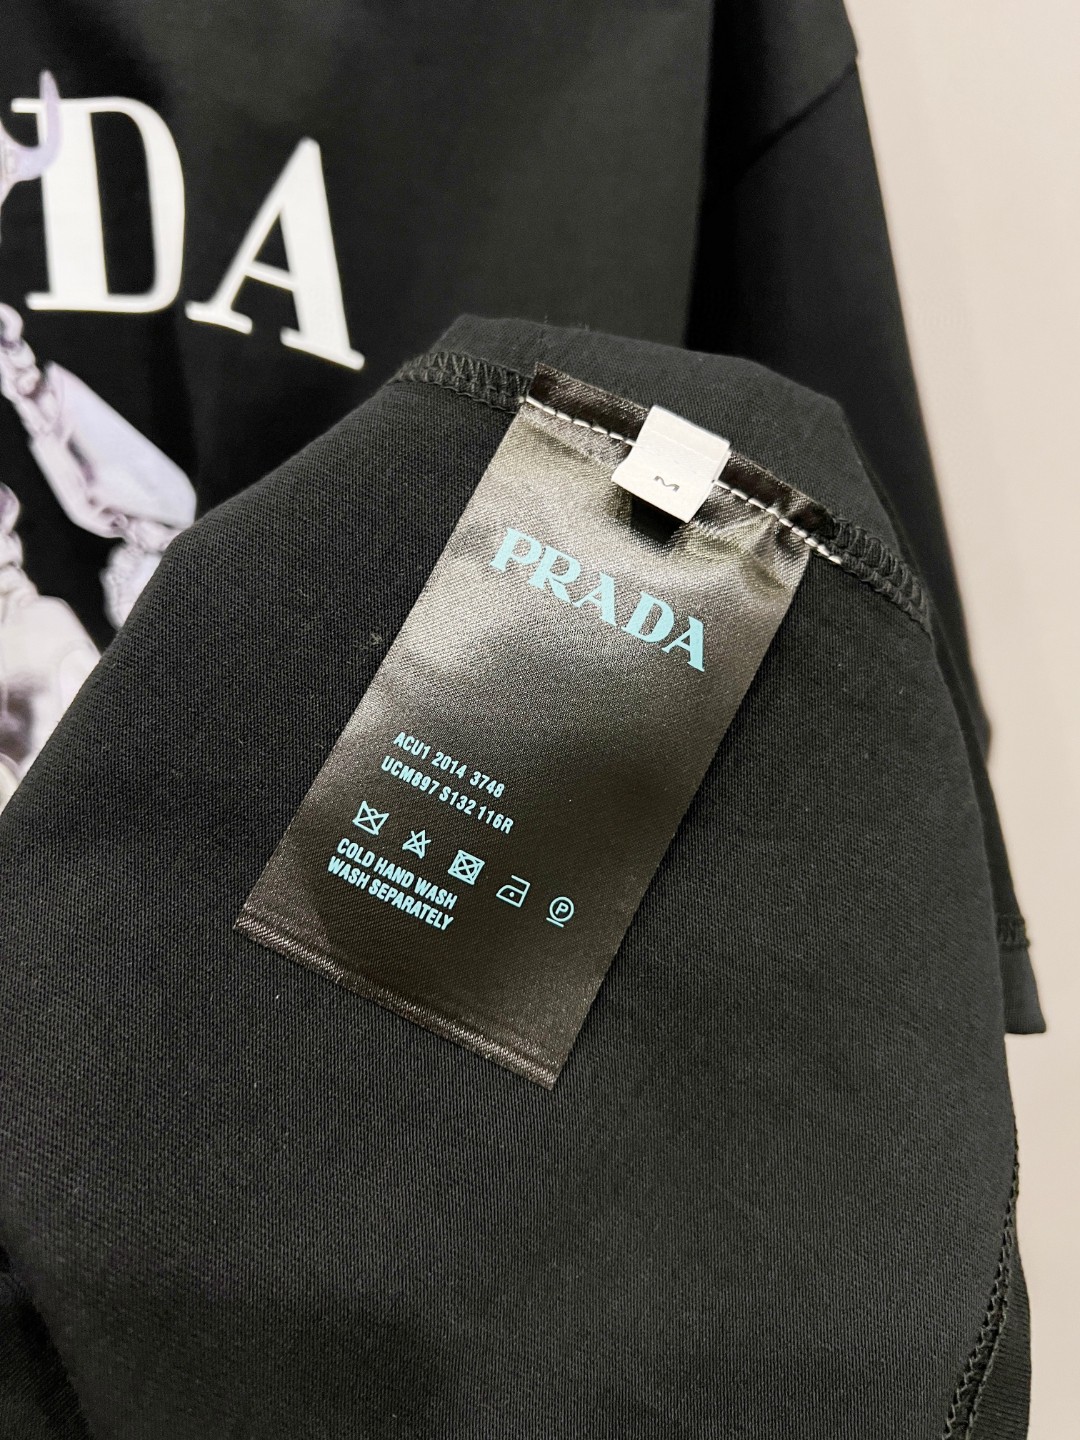 DA
M
PRADA
ACU1 2014 3748
UCM897 S132 116R
P
COLD HAND WASH
WASH SEPARATELY